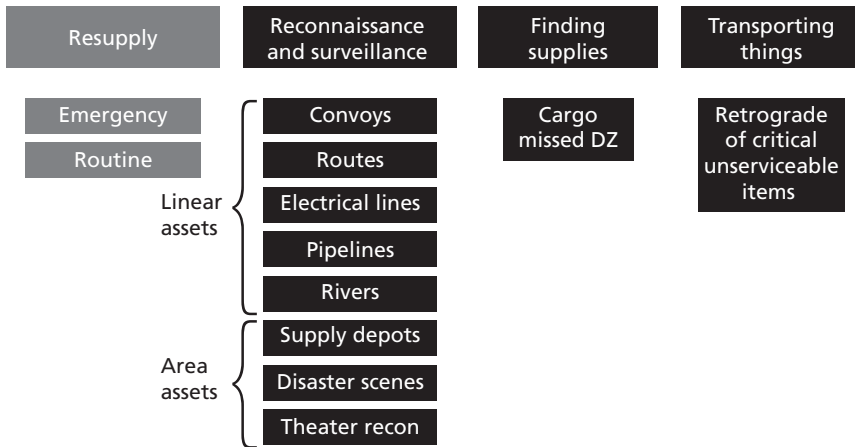 Resupply
Reconnaissance
and surveillance
Finding
supplies
Transporting
things
Emergency
Routine
Linear
assets
Convoys
Routes
Electrical lines
Pipelines
Rivers
Area
assets
Supply depots
Disaster scenes
Theater recon
Cargo
missed DZ
Retrograde
of critical
unserviceable
items